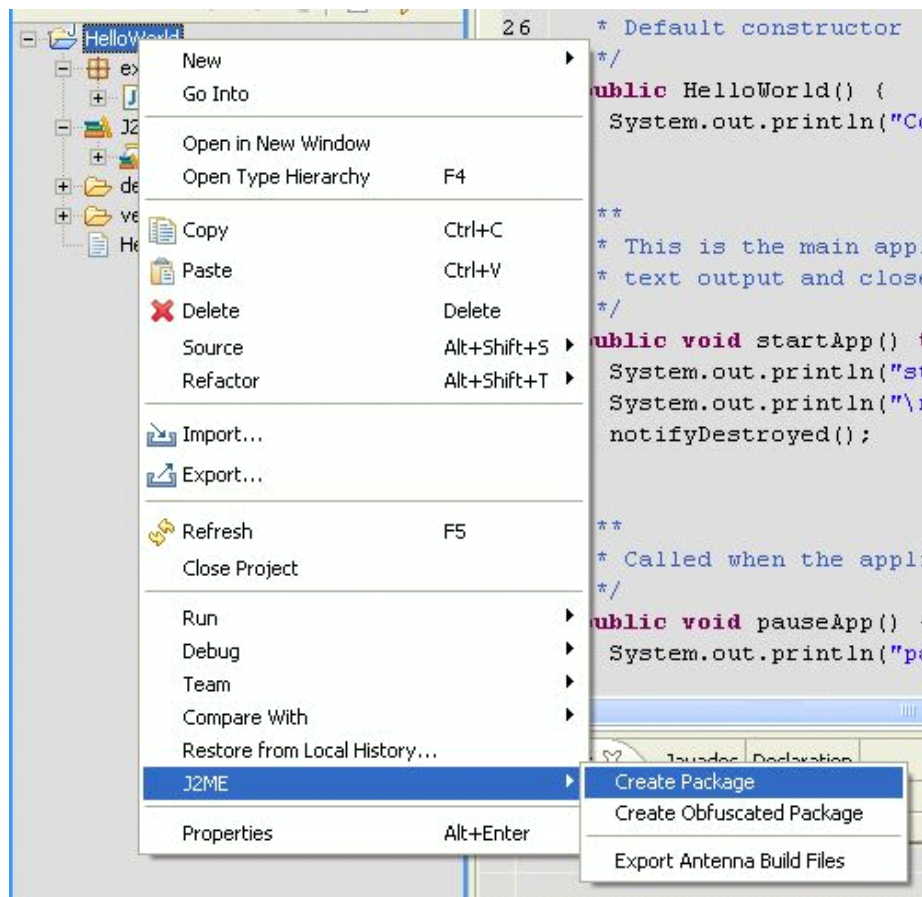 HelloWorld
New
Go Into
Open in New Window
Open Type Hierarchy F4
Copy Ctrl+C
Paste Ctrl+V
Delete Delete
Source Alt+Shift+S
Refactor Alt+Shift+T
Import...
Export...
Refresh F5
Close Project
Run
Debug
Team
Compare With
Restore from Local History...
J2ME
Properties Alt+Enter
Create Package
Create Obfuscated Package
Export Antenna Build Files
26 * Default constructor
*/
ublic HelloWorld() {
System.out.println("Co
**
* This is the main app
* text output and close
*/
ublic void startApp()
System.out.println("st
System.out.println("\
notifyDestroyed();
**
* Called when the appl
*/
ublic void pauseApp()
System.out.println("pa
Javadoc Declaration